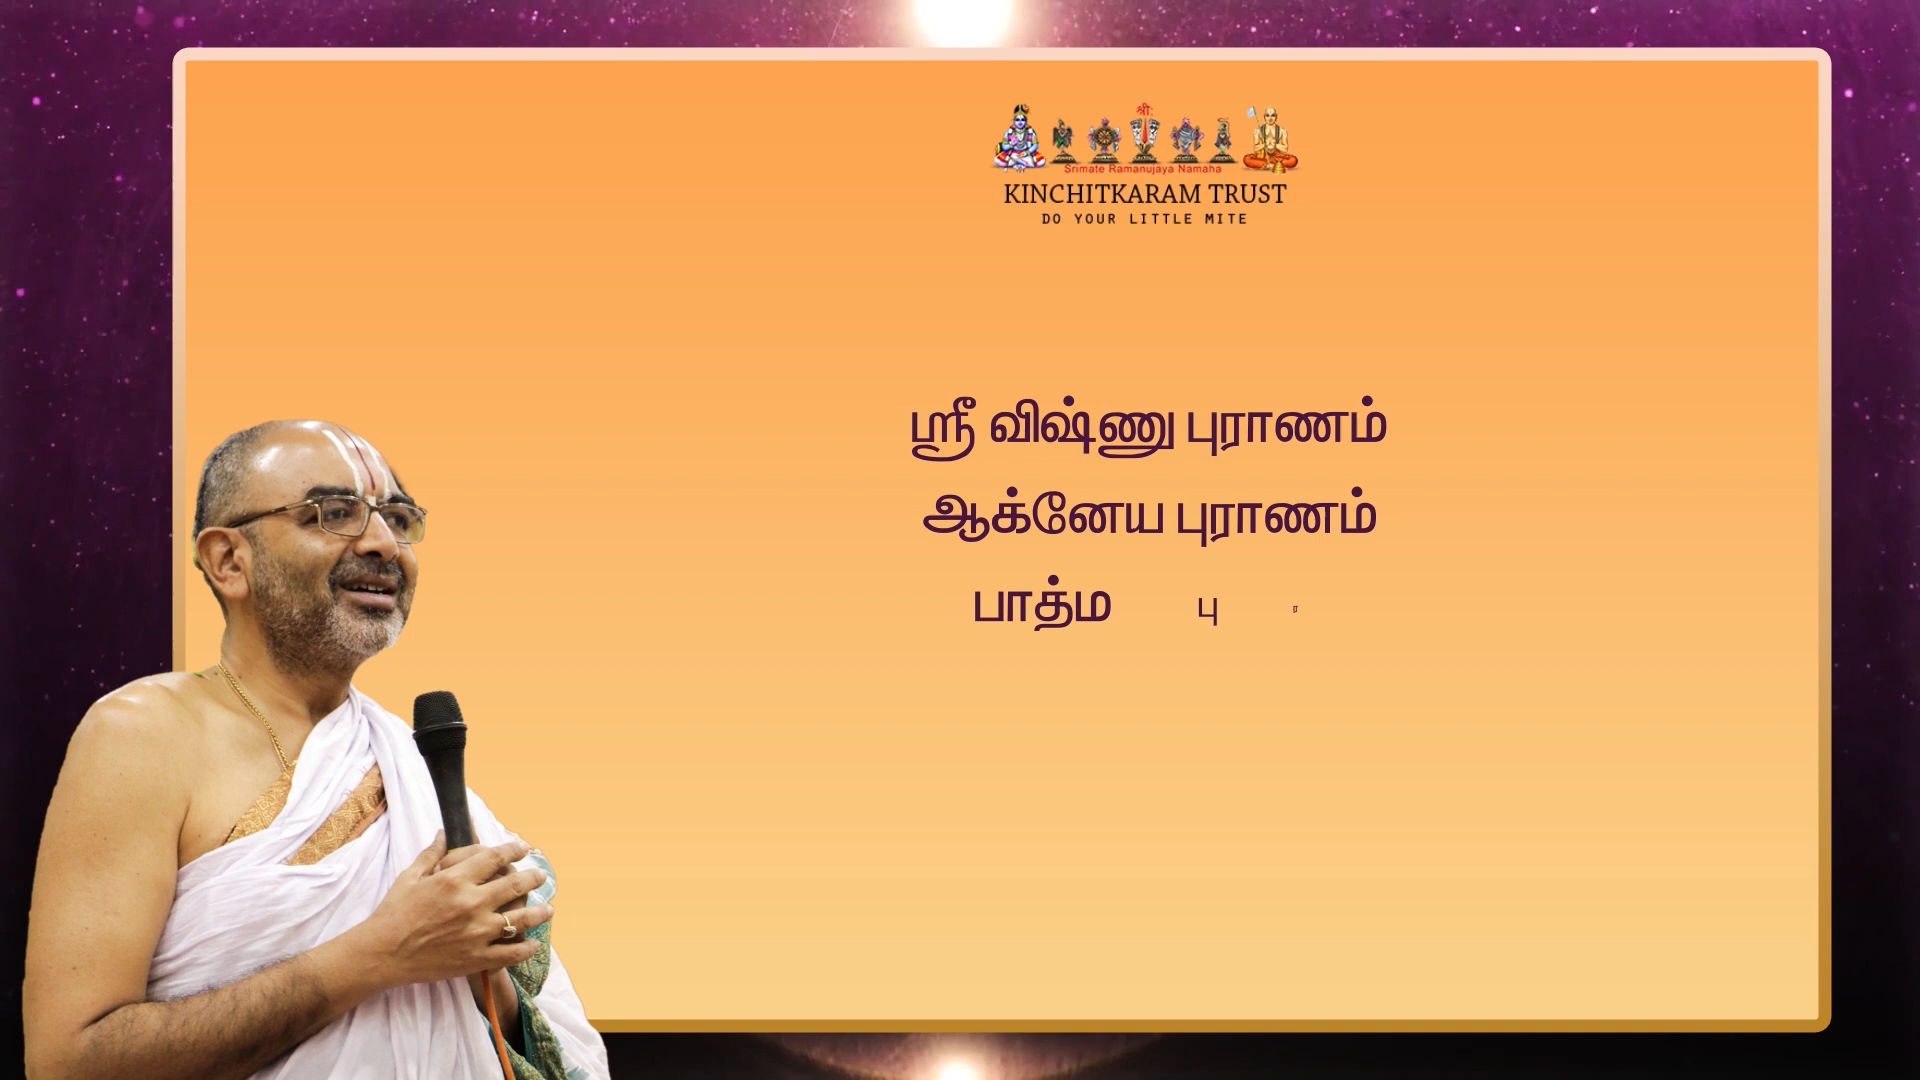 श्रीः
Srimate Ramanujaya Namaha
KINCHITKARAM TRUST
DO YOUR LITTLE MITE
ஸ்ரீ விஷ்ணு புராணம்
ஆக்னேய புராணம்
பாத்ம பு ர